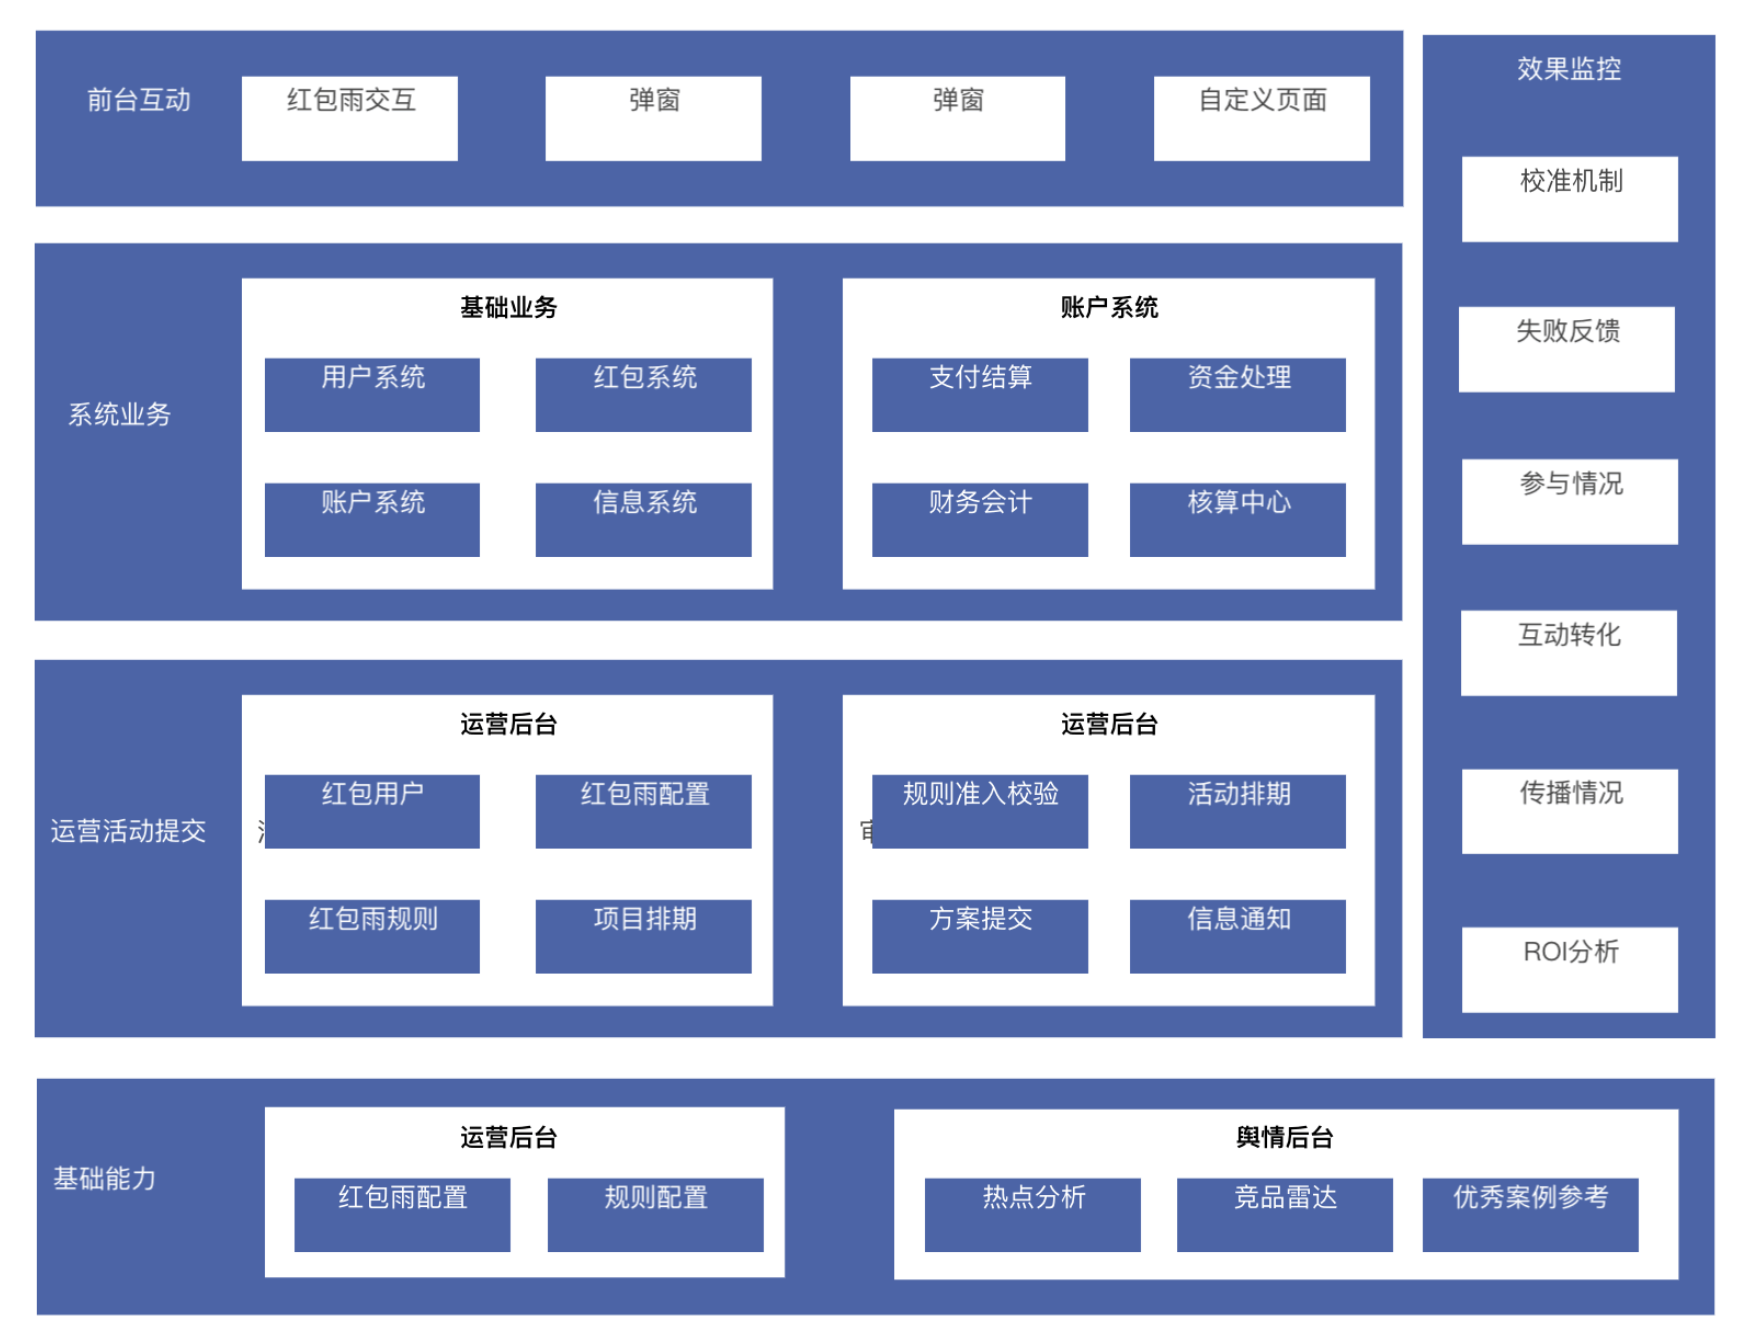 前台互动
红包雨交互
弹窗
弹窗
自定义页面
系统业务
基础业务
用户系统
红包系统
账户系统
信息系统
账户系统
支付结算
资金处理
财务会计
核算中心
运营活动提交
运营后台
红包用户
红包雨配置
红包雨规则
项目排期
运营后台
规则准入校验
活动排期
方案提交
信息通知
效果监控
校准机制
失败反馈
参与情况
互动转化
传播情况
ROI分析
基础能力
运营后台
红包雨配置
规则配置
舆情后台
热点分析
竞品雷达
优秀案例参考